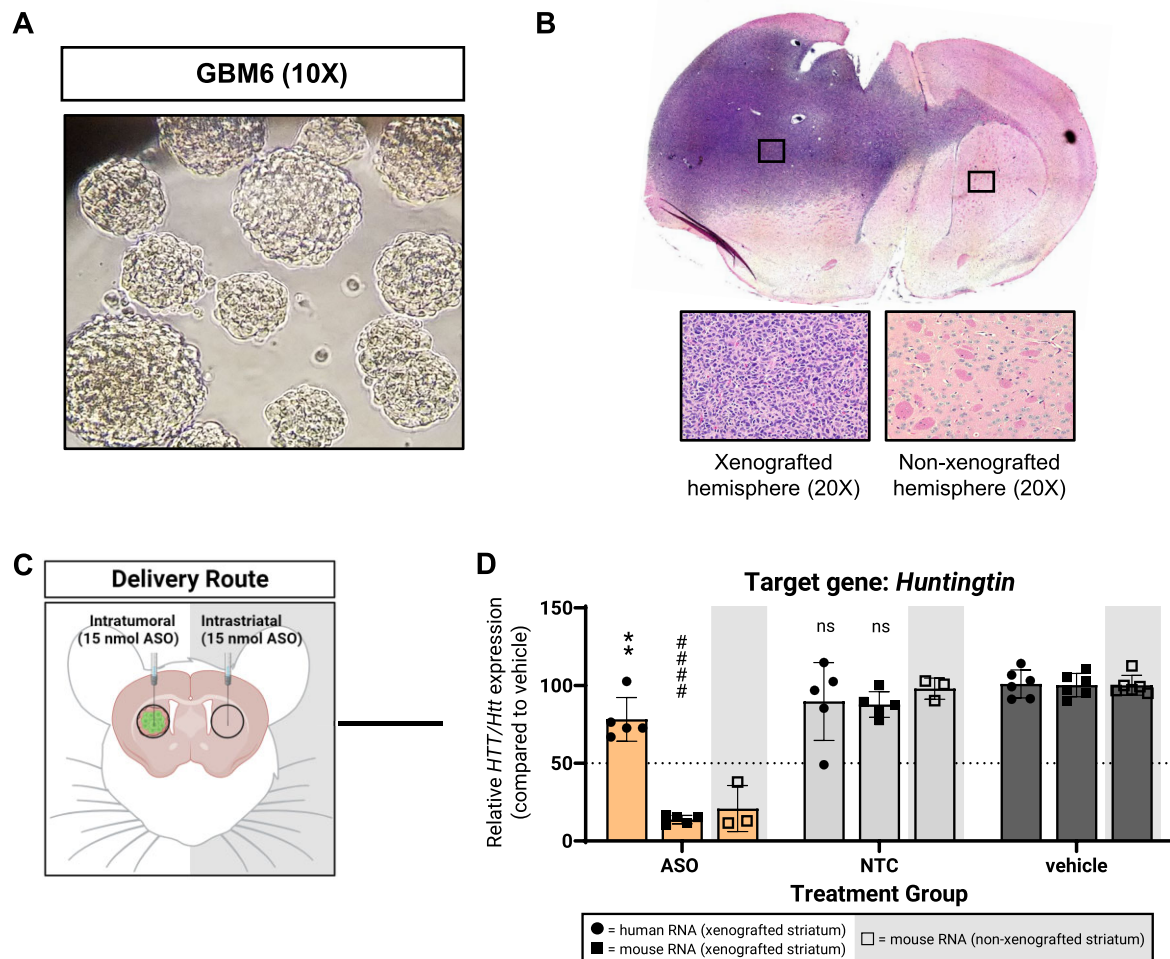 A
GBM6 (10X)
B
Xenografted
hemisphere (20X)
Non-xenografted
hemisphere (20X)
C
Delivery Route
Intratumoral
(15 nmol ASO)
Intrastriatal
(15 nmol ASO)
D
Target gene: Huntingtin
Relative HTT/Htt expression
(compared to vehicle)
150
100
50
0
**
####
ns
ns
ASO
NTC
vehicle
Treatment Group
● = human RNA (xenografted striatum)
■ = mouse RNA (xenografted striatum)
□ = mouse RNA (non-xenografted striatum)